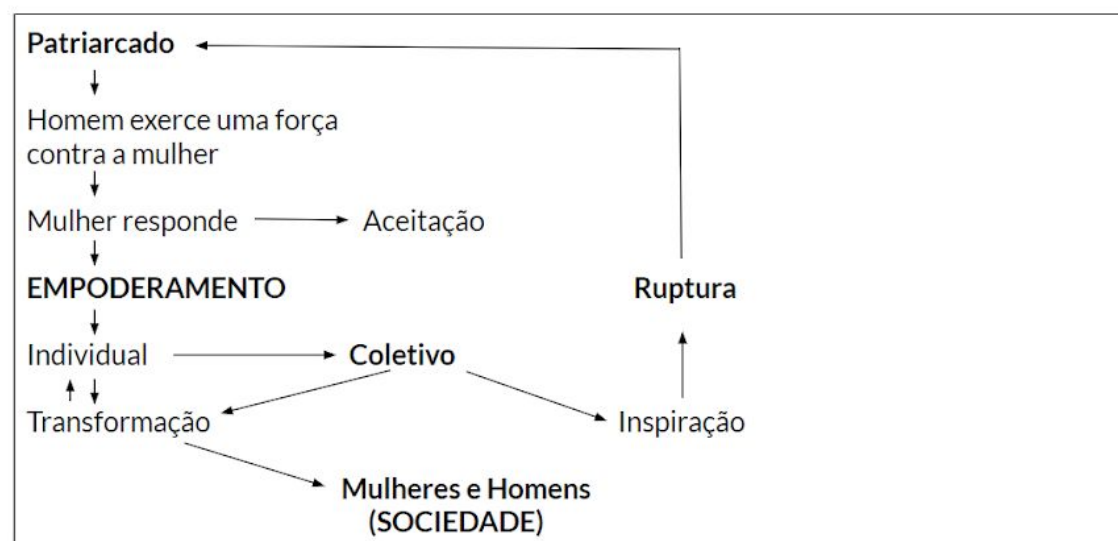 Patriarcado
Homem exerce uma força
contra a mulher
Mulher responde
Aceitação
EMPODERAMENTO
Ruptura
Individual
Coletivo
Transformação
Inspiração
Mulheres e Homens
(SOCIEDADE)